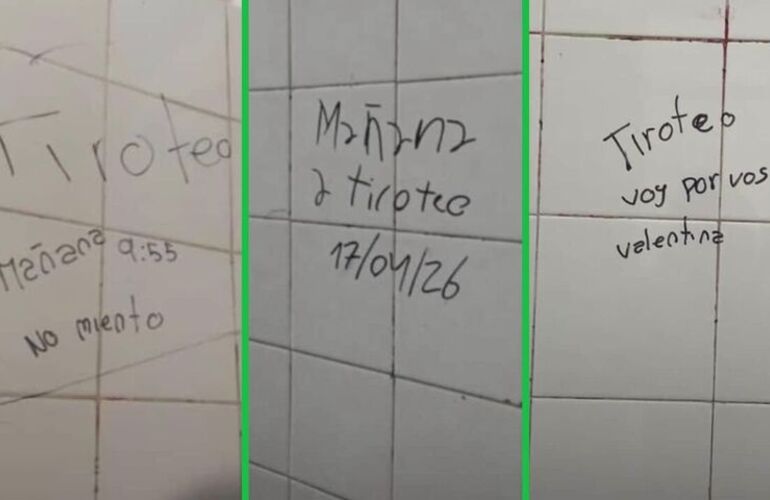 Tiroteo
Mañana 9:55
No miento
Mañana
a tiroteo
17/04/26
Tiroteo
voy por vos
valentina